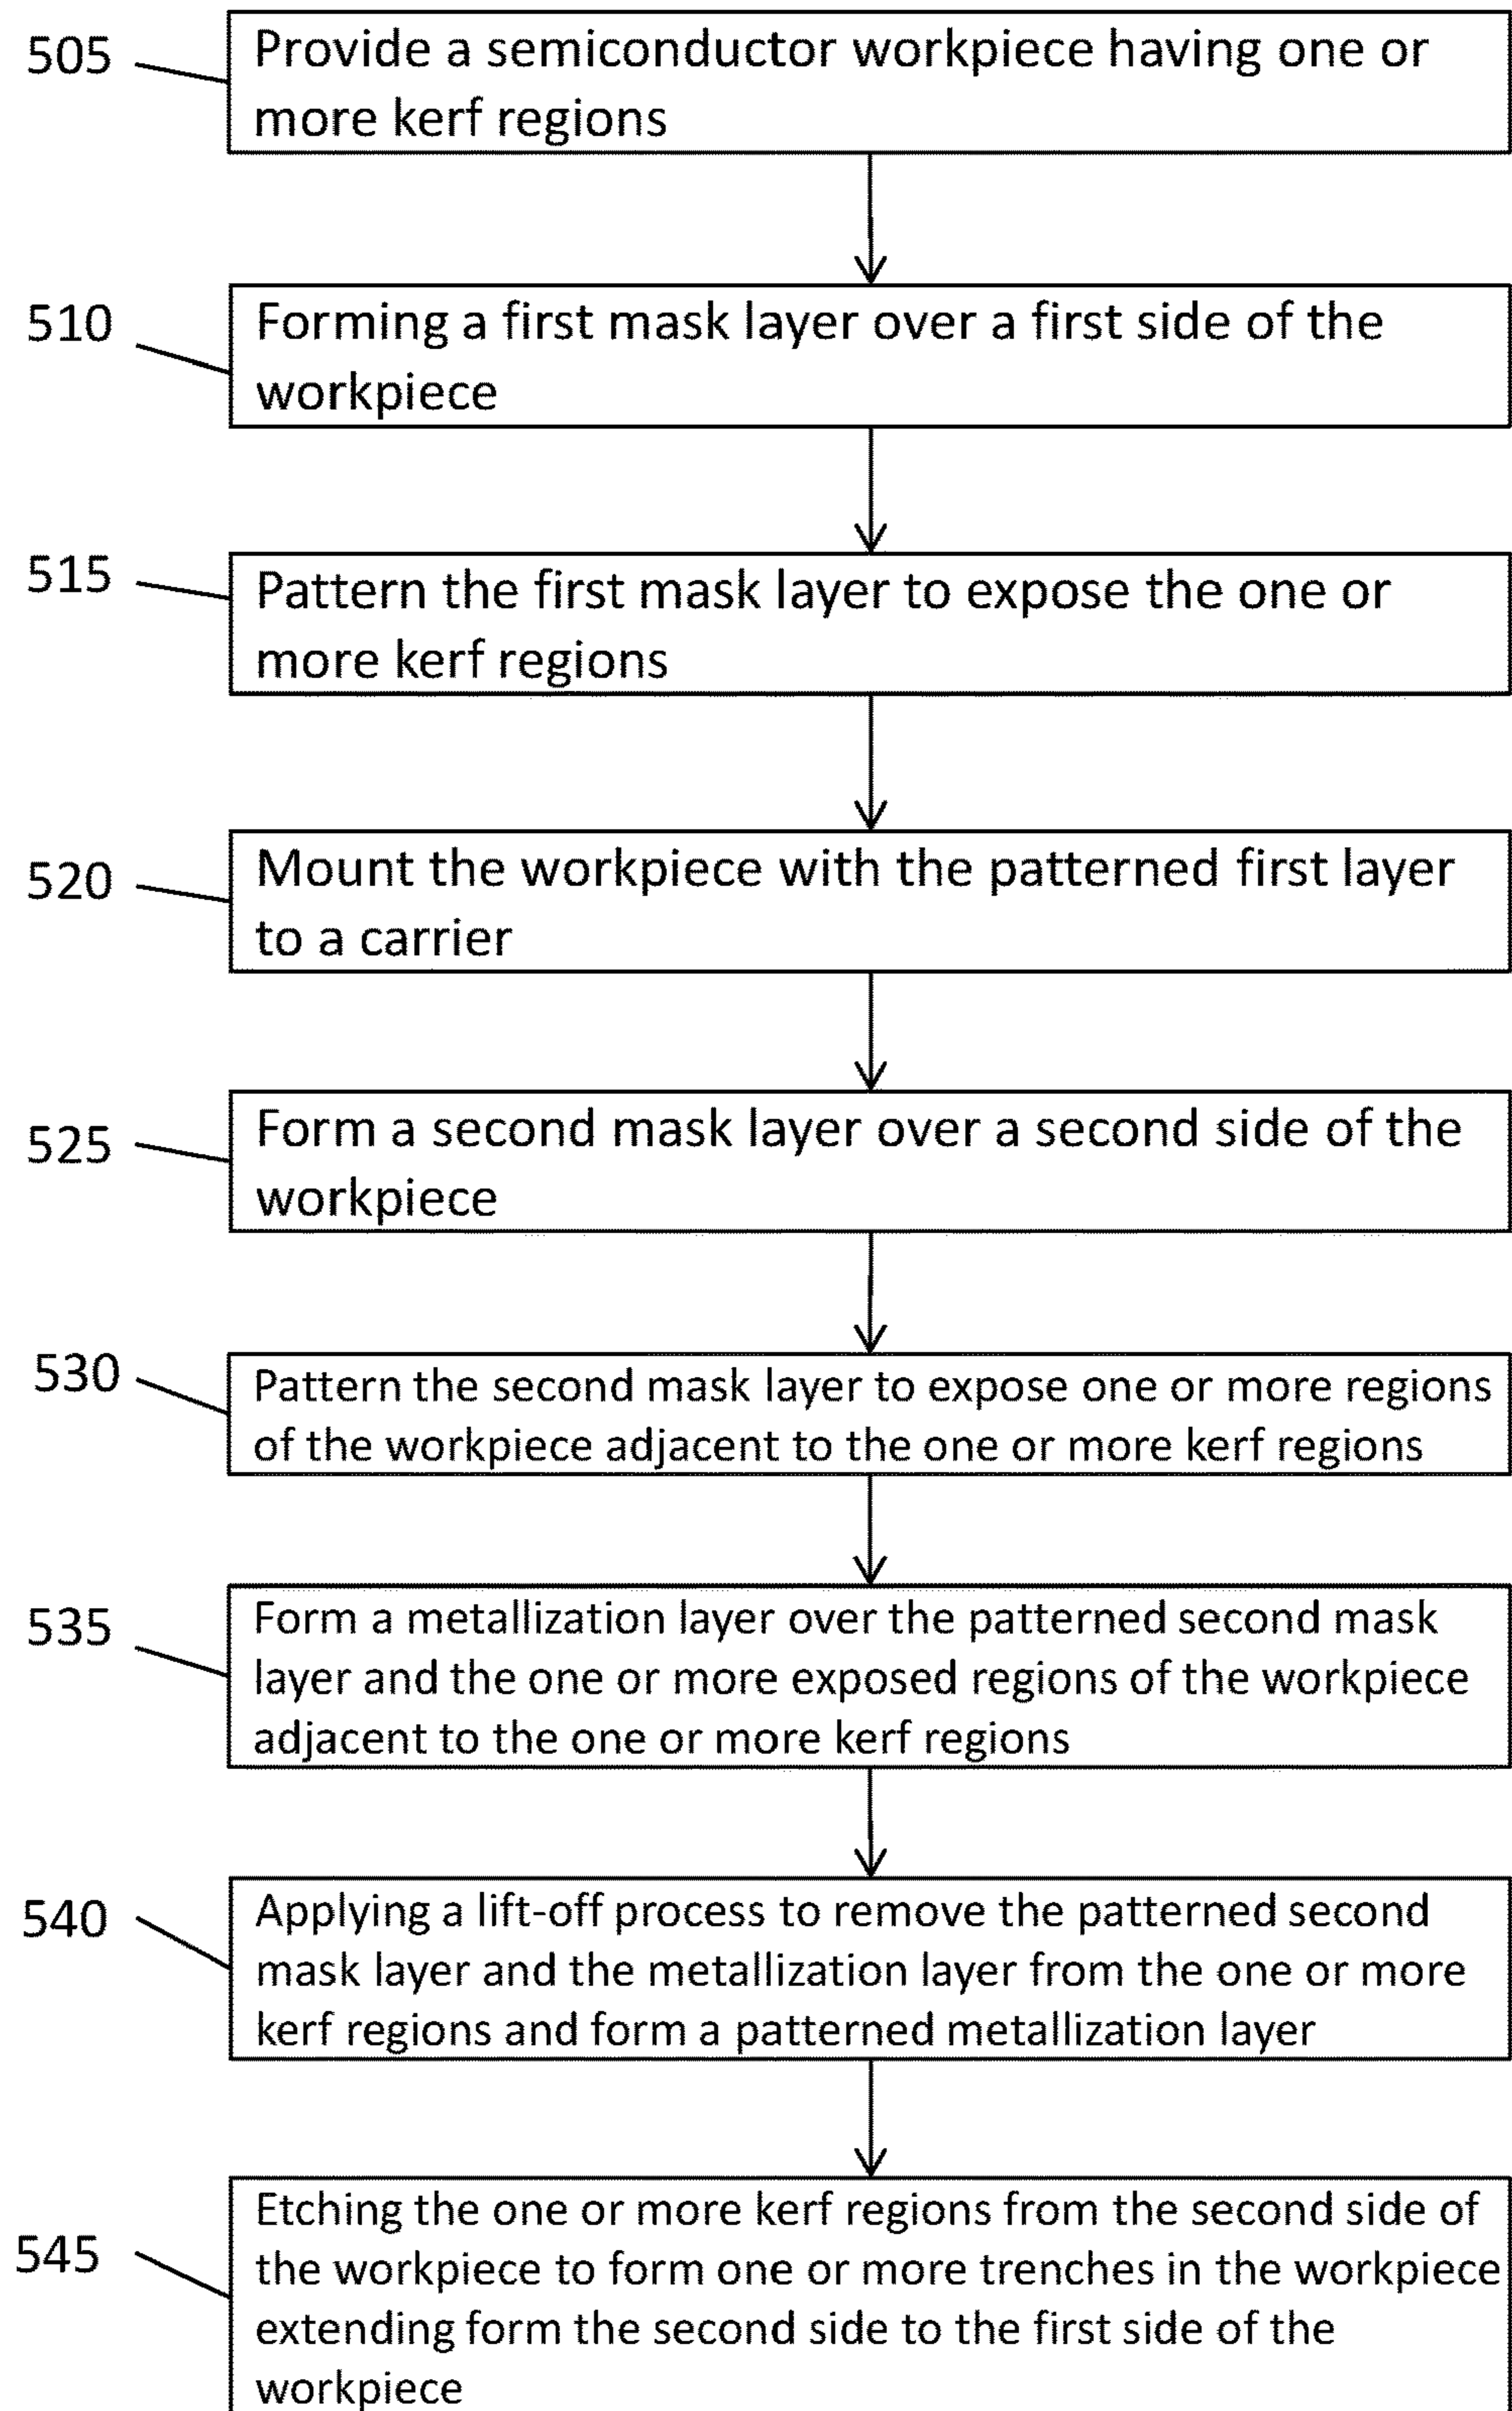 505
Provide a semiconductor workpiece having one or
more kerf regions
510
Forming a first mask layer over a first side of the
workpiece
515
Pattern the first mask layer to expose the one or
more kerf regions
520
Mount the workpiece with the patterned first layer
to a carrier
525
Form a second mask layer over a second side of the
workpiece
530
Pattern the second mask layer to expose one or more regions
of the workpiece adjacent to the one or more kerf regions
535
Form a metallization layer over the patterned second mask
layer and the one or more exposed regions of the workpiece
adjacent to the one or more kerf regions
540
Applying a lift-off process to remove the patterned second
mask layer and the metallization layer from the one or more
kerf regions and form a patterned metallization layer
545
Etching the one or more kerf regions from the second side of
the workpiece to form one or more trenches in the workpiece
extending form the second side to the first side of the
workpiece